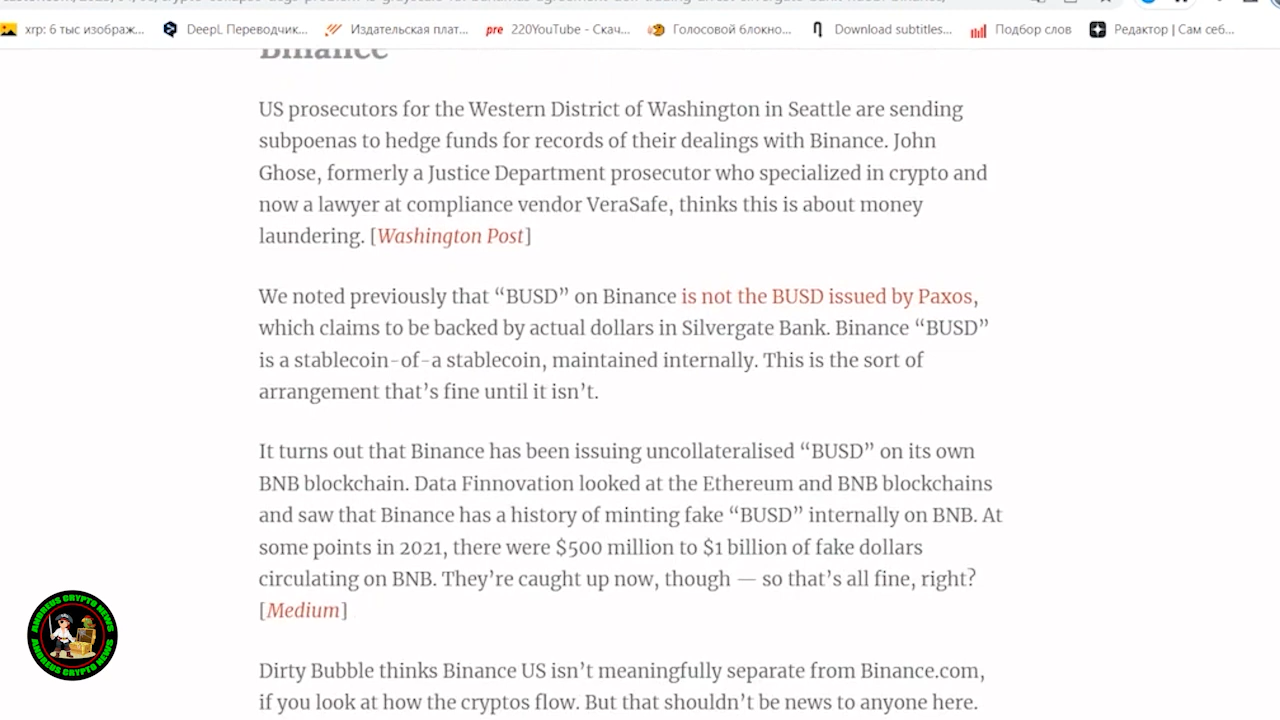 хгр: 6 тыс изображ...
DeepL Переводчик...
Издательская плат...
pre
220YouTube - Скач...
Голосовой блокно...
Download subtitles...
Подбор слов
Редактор | Сам себ...
Binance
US prosecutors for the Western District of Washington in Seattle are sending
subpoenas to hedge funds for records of their dealings with Binance. John
Ghose, formerly a Justice Department prosecutor who specialized in crypto and
now a lawyer at compliance vendor VeraSafe, thinks this is about money
laundering. [Washington Post]
We noted previously that “BUSD” on Binance is not the BUSD issued by Paxos,
which claims to be backed by actual dollars in Silvergate Bank. Binance “BUSD”
is a stablecoin-of-a stablecoin, maintained internally. This is the sort of
arrangement that’s fine until it isn’t.
It turns out that Binance has been issuing uncollateralised “BUSD” on its own
BNB blockchain. Data Finnovation looked at the Ethereum and BNB blockchains
and saw that Binance has a history of minting fake “BUSD” internally on BNB. At
some points in 2021, there were $500 million to $1 billion of fake dollars
circulating on BNB. They’re caught up now, though — so that’s all fine, right?
[Medium]
Dirty Bubble thinks Binance US isn’t meaningfully separate from Binance.com,
if you look at how the cryptos flow. But that shouldn’t be news to anyone here.
ANDREUS CRYPTO NEWS
ANDREUS CRYPTO NEWS